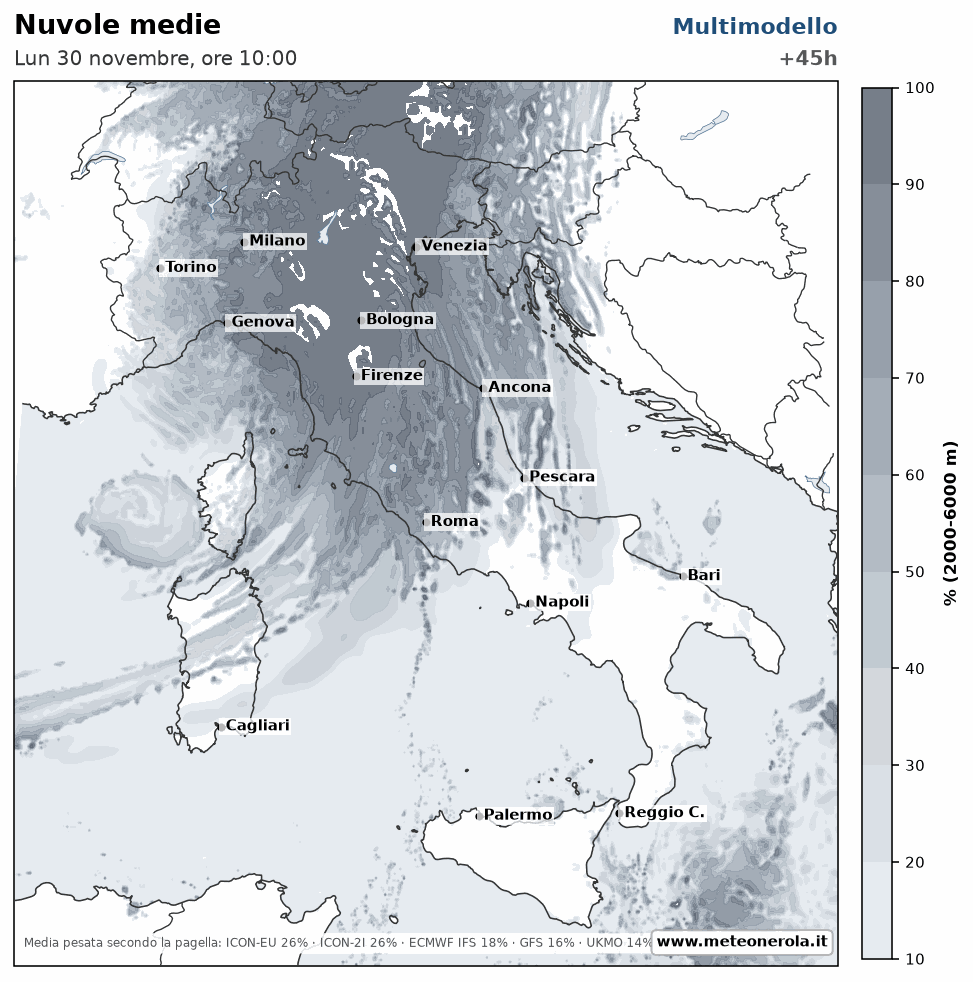 Nuvole medie
Multimodello
Lun 30 novembre, ore 10:00
+45h
100
90
80
70
60
50
40
30
20
10
% (2000-6000 m)
Milano
Venezia
Torino
Genova
Bologna
Firenze
Ancona
Pescara
Roma
Bari
Napoli
Cagliari
Palermo
Reggio C.
Media pesata secondo la pagella: ICON-EU 26% · ICON-2I 26% · ECMWF IFS 18% · GFS 16% · UKMO 14%
www.meteonerola.it